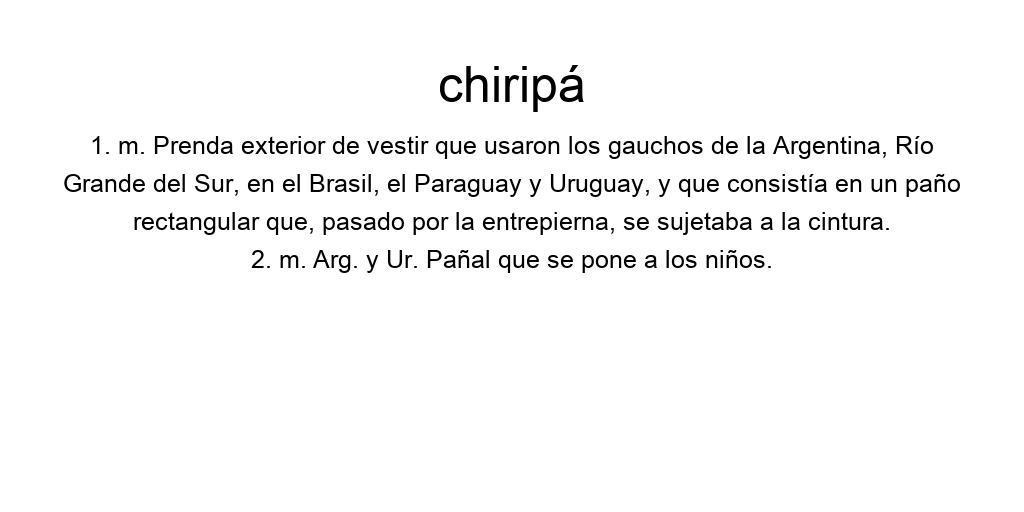 chiripá
1. m. Prenda exterior de vestir que usaron los gauchos de la Argentina, Río
Grande del Sur, en el Brasil, el Paraguay y Uruguay, y que consistía en un paño
rectangular que, pasado por la entrepierna, se sujetaba a la cintura.
2. m. Arg. y Ur. Pañal que se pone a los niños.